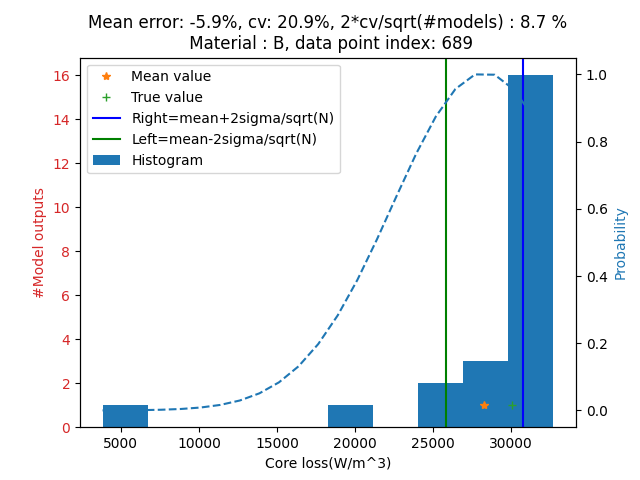 Mean error: -5.9%, cv: 20.9%, 2*cv/sqrt(#models) : 8.7 %
Material : B, data point index: 689
Mean value
True value
Right=mean+2sigma/sqrt(N)
Left=mean-2sigma/sqrt(N)
Histogram
16
14
12
10
8
6
4
2
0
#Model outputs
1.0
0.8
0.6
0.4
0.2
0.0
Probability
5000 10000 15000 20000 25000 30000
Core loss(W/m^3)